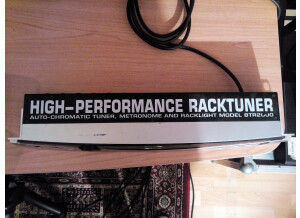 HIGH-PERFORMANCE RACKTUNER
AUTO-CHROMATIC TUNER, METRONOME AND RACKLIGHT MODEL BTR2000